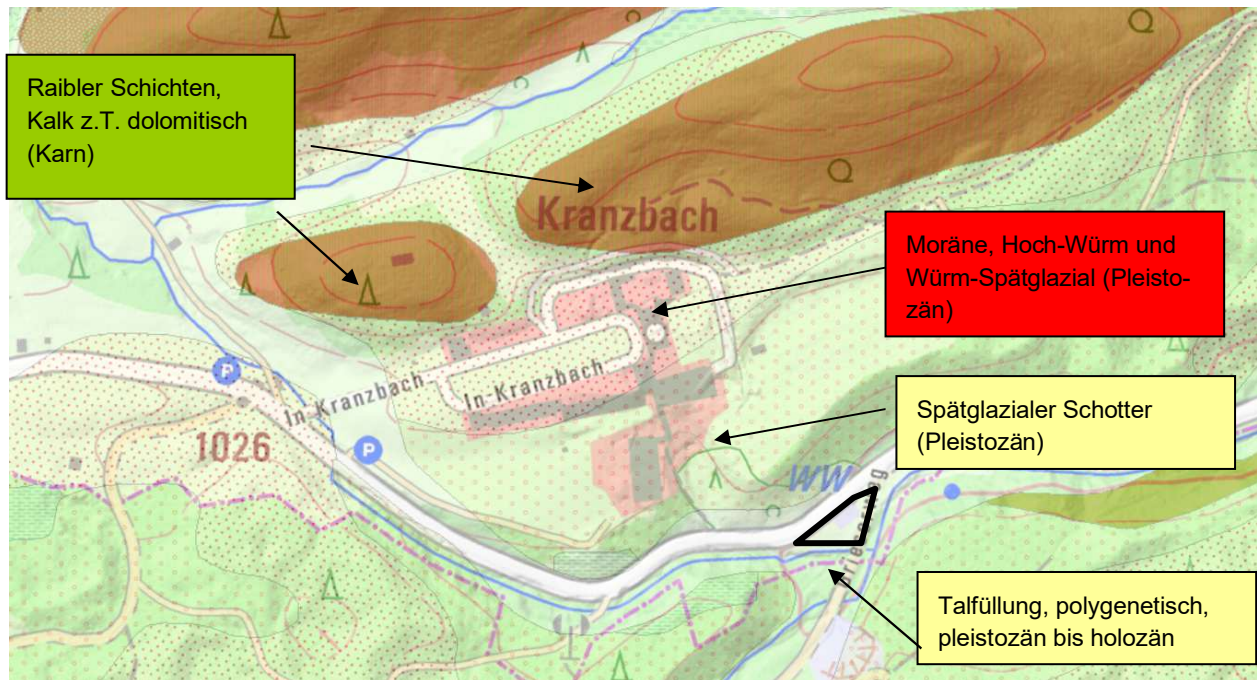 Raibler Schichten,
Kalk z.T. dolomitisch
(Karn)
Kranzbach
Moräne, Hoch-Würm und
Würm-Spätglazial (Pleisto-
zän)
P
In Kranzbach
In-Kranzbach
Spätglazialer Schotter
(Pleistozän)
1026
P
WW
Talfüllung, polygenetisch,
pleistozän bis holozän